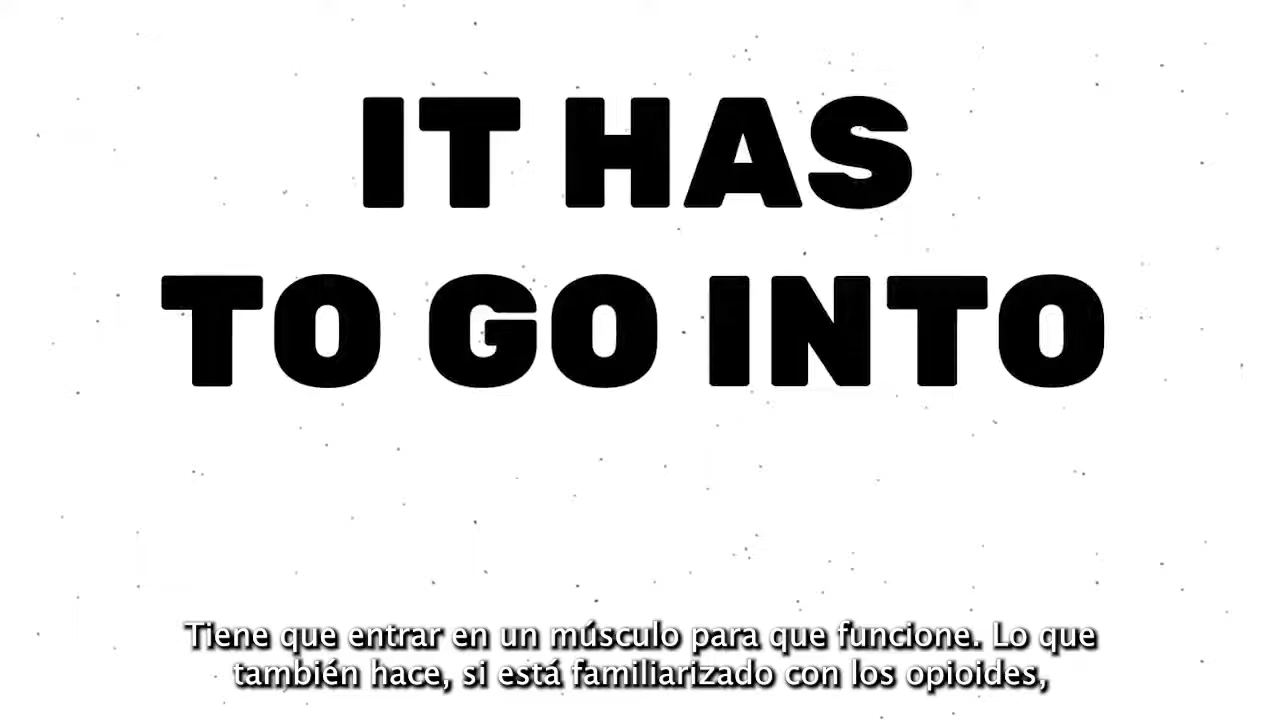 IT HAS
TO GO INTO
Tiene que entrar en un músculo para que funcione. Lo que
también hace, si está familiarizado con los opioides,